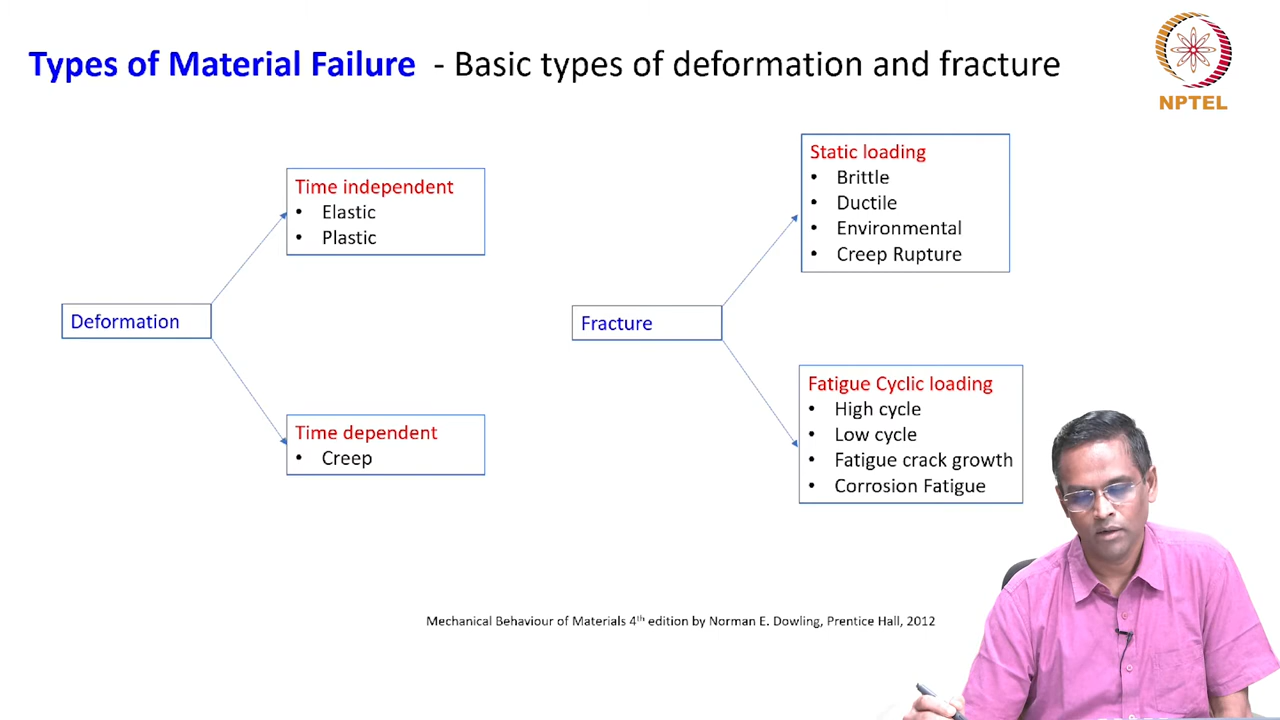 Types of Material Failure - Basic types of deformation and fracture
NPTEL
Deformation
Time independent
• Elastic
• Plastic
Time dependent
• Creep
Fracture
Static loading
• Brittle
• Ductile
• Environmental
• Creep Rupture
Fatigue Cyclic loading
• High cycle
• Low cycle
• Fatigue crack growth
• Corrosion Fatigue
Mechanical Behaviour of Materials 4th edition by Norman E. Dowling, Prentice Hall, 2012